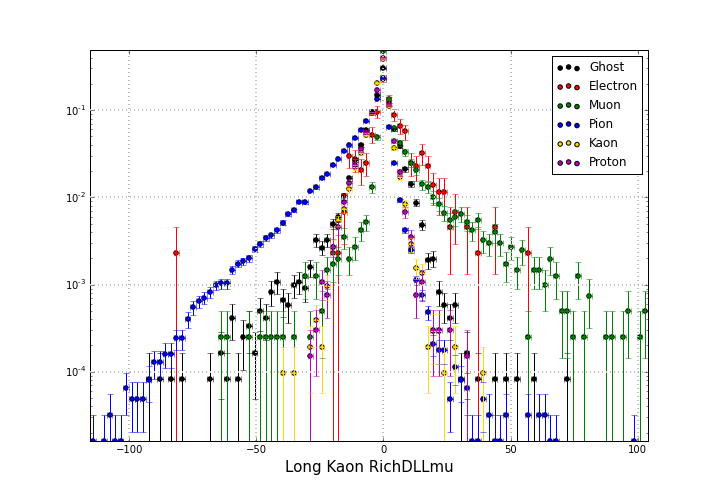 Ghost
Electron
Muon
Pion
Kaon
Proton
10^-1
10^-2
10^-3
10^-4
−100
−50
0
50
100
Long Kaon RichDLLmu